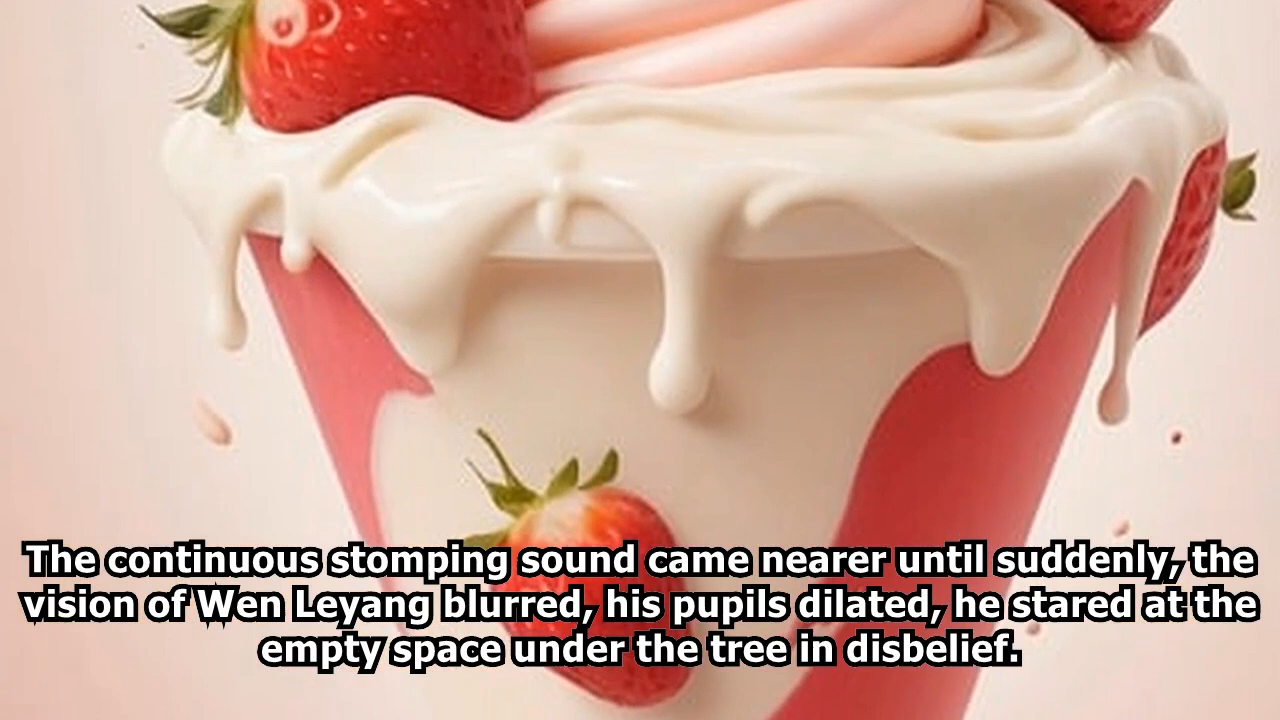 The continuous stomping sound came nearer until suddenly, the
vision of Wen Leyang blurred, his pupils dilated, he stared at the
empty space under the tree in disbelief.